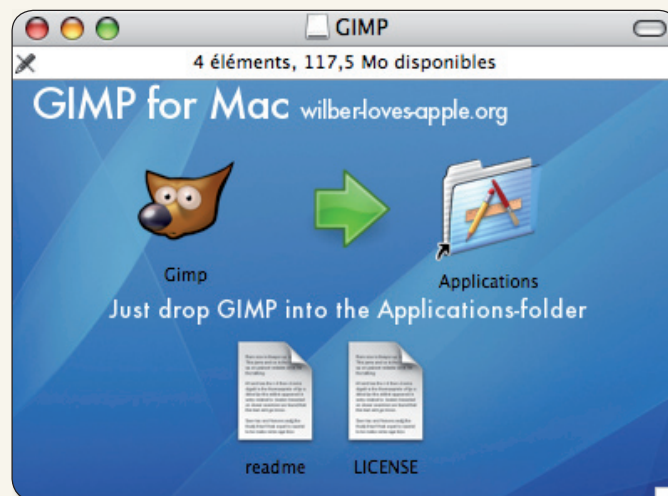 GIMP
4 éléments, 117,5 Mo disponibles
GIMP for Mac wilber-loves-apple.org
Gimp
Applications
Just drop GIMP into the Applications-folder
readme
LICENSE